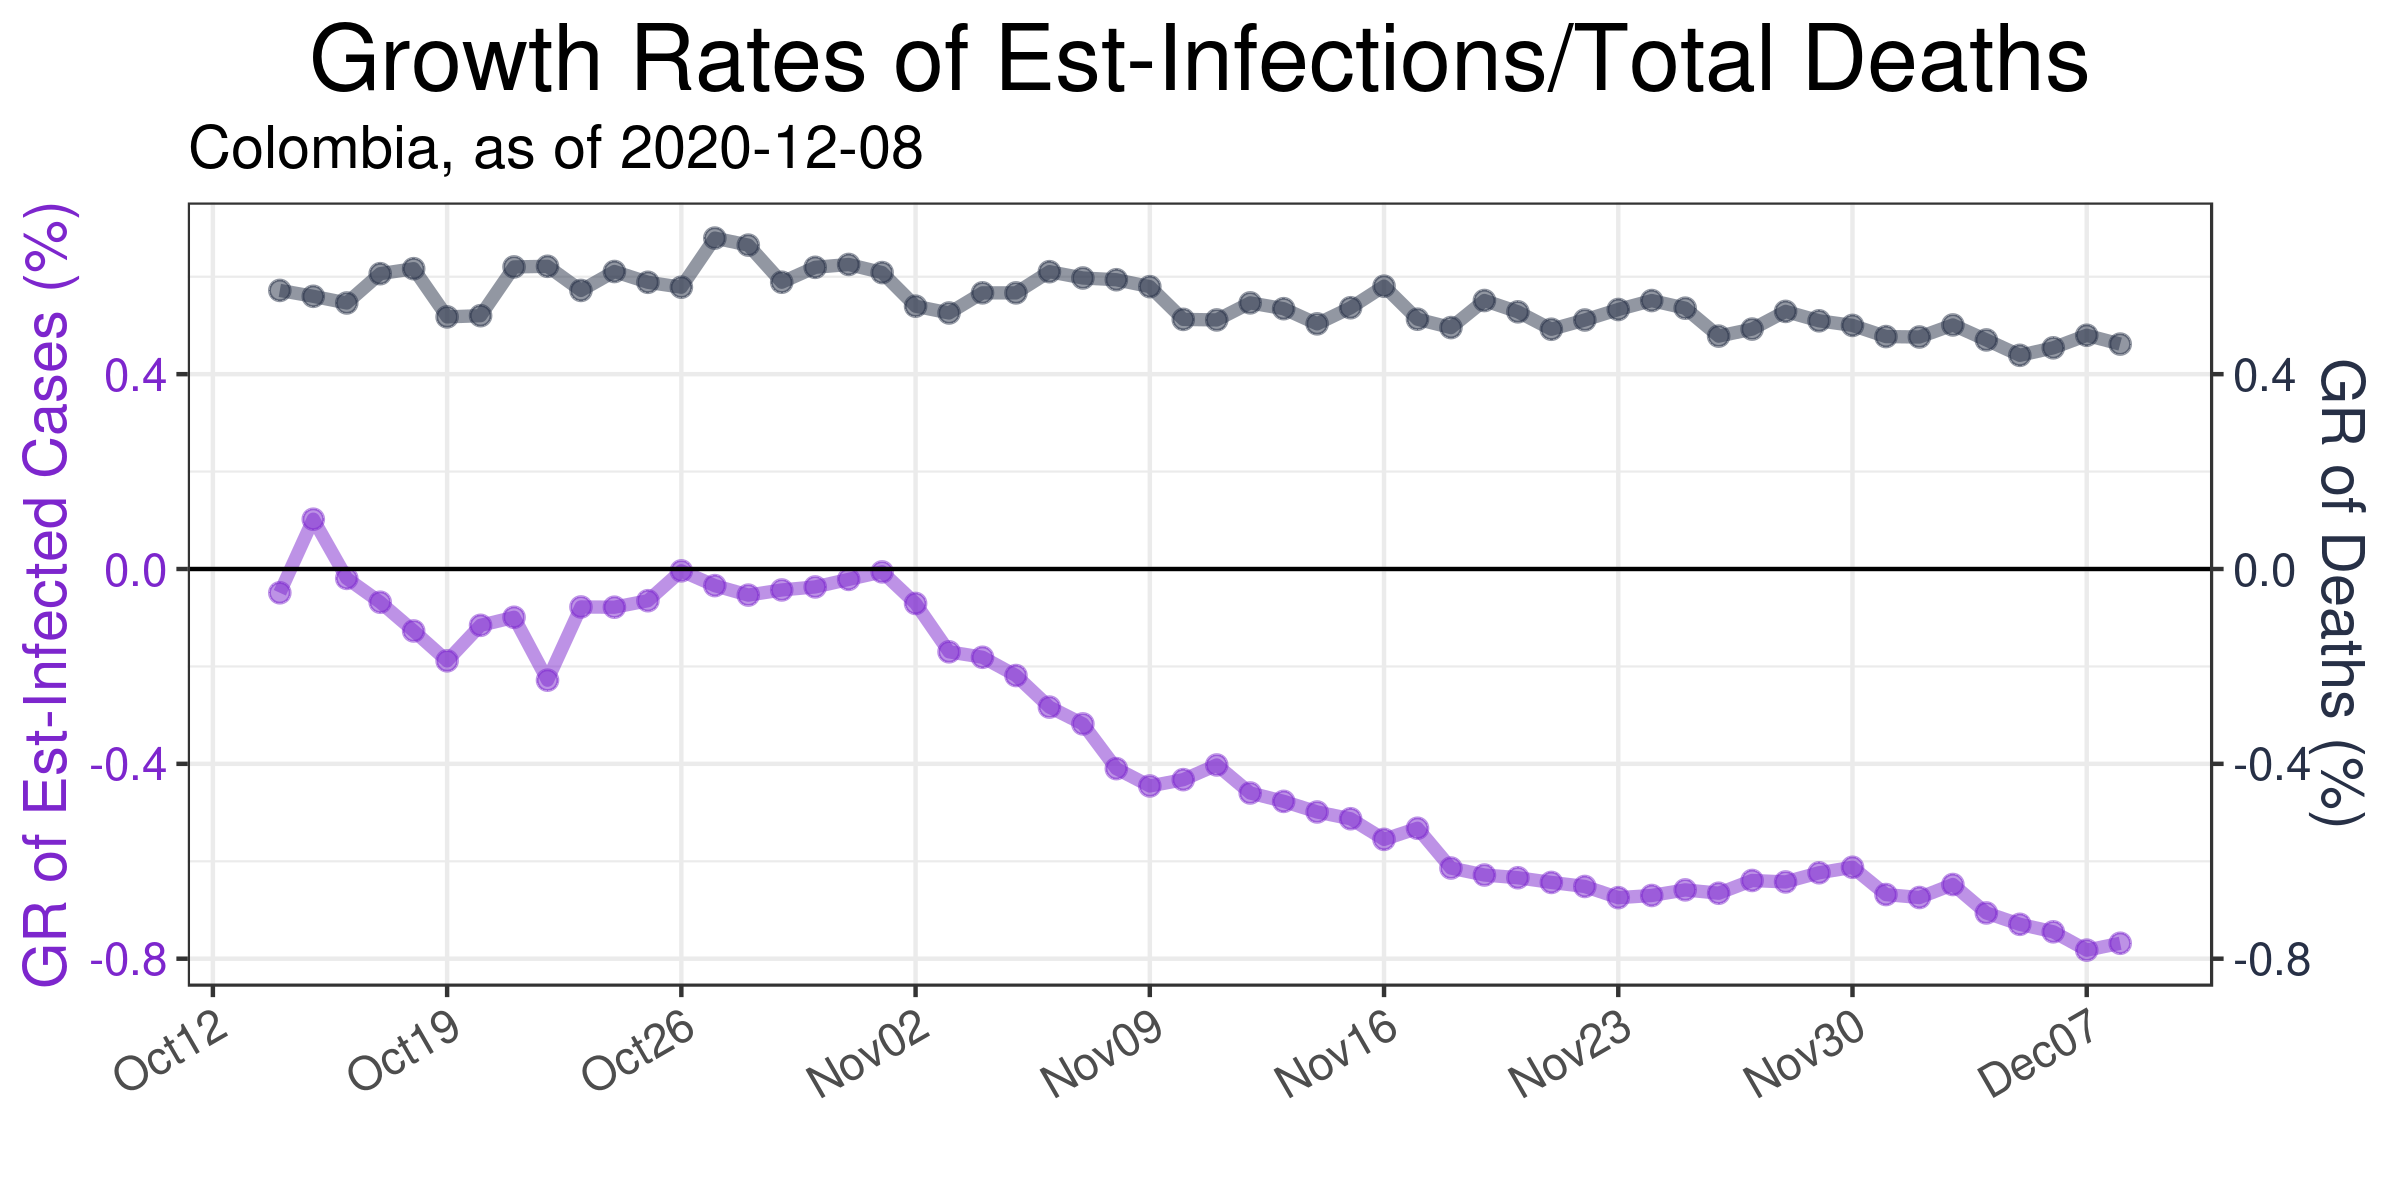 Growth Rates of Est-Infections/Total Deaths
Colombia, as of 2020-12-08
GR of Est-Infected Cases (%)
0.4
0.0
-0.4
-0.8
0.4
0.0
-0.4
-0.8
GR of Deaths (%)
Oct12
Oct19
Oct26
Nov02
Nov09
Nov16
Nov23
Nov30
Dec07